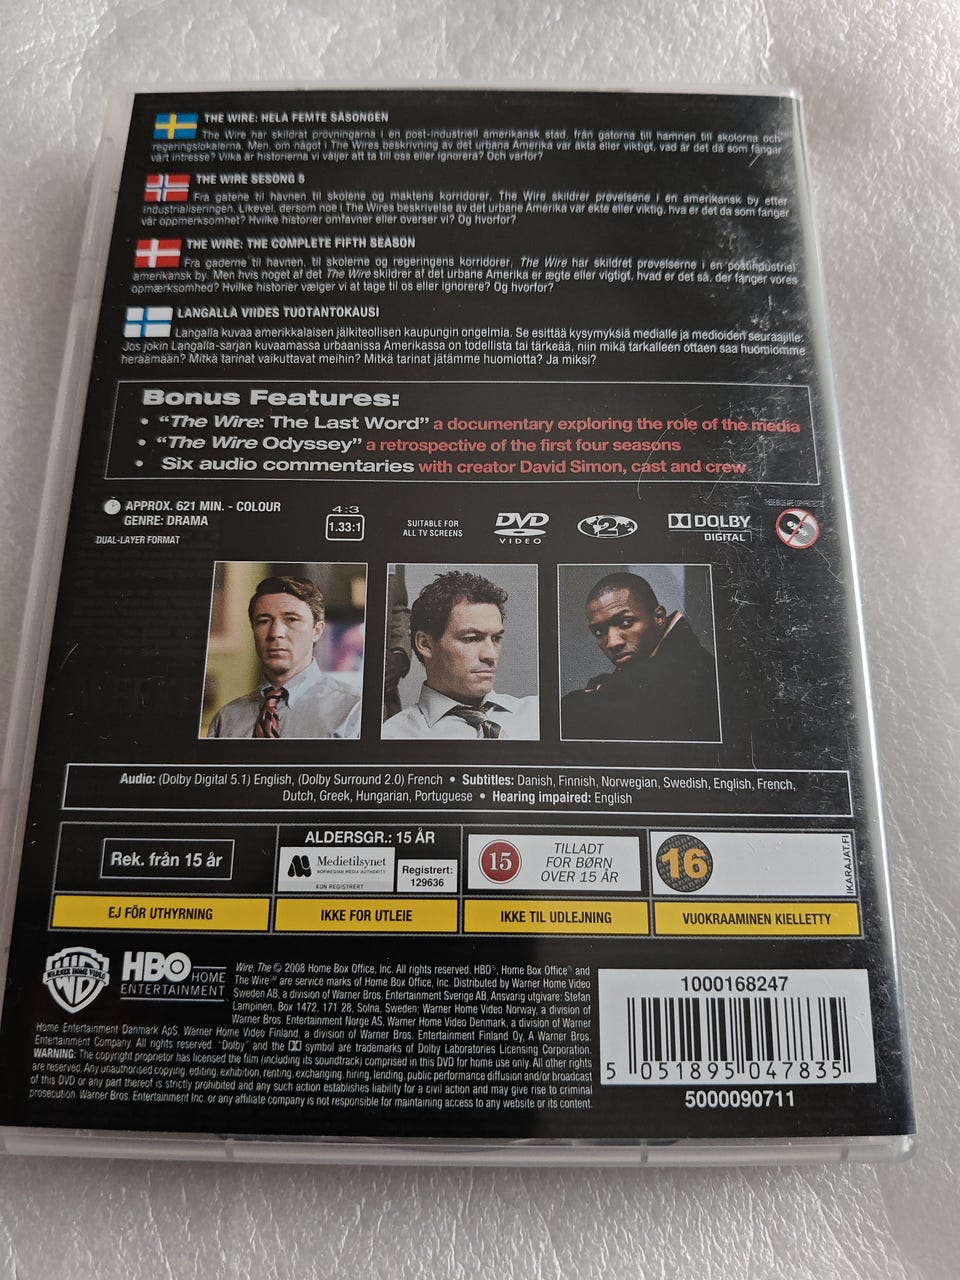 THE WIRE: HELA FEMTE SÄSONGEN
The Wire har skildrat prövningarna i en post-industriell amerikansk stad, från gatorna till hamnen till skolorna och
regeringslokalerna. Men, om något i The Wires beskrivning av det urbana Amerika var äkta eller viktigt, vad är det då som fångar
vårt intresse? Vilka är historierna vi väljer att ta till oss eller ignorera? Och varför?
THE WIRE SESONG 5
Fra gatene til havnen til skolene og maktens korridorer, The Wire skildrer prøvelsene i en amerikansk by etter
industrialiseringen. Likevel, dersom noe i The Wires beskrivelse av det urbane Amerika var ekte eller viktig, hva er det da som fanger
vår oppmerksomhet? Hvilke historier omfavner eller overser vi? Og hvorfor?
THE WIRE: THE COMPLETE FIFTH SEASON
Fra gaderne til havnen, til skolerne og regeringens korridorer, The Wire har skildret prøvelserne i en postindustriel
amerikansk by. Men hvis noget af det The Wire skildrer af det urbane Amerika er ægte eller vigtigt, hvad er det så, der fanger vores
opmærksomhed? Hvilke historier vælger vi at tage til os eller ignorere? Og hvorfor?
LANGALLA VIIDES TUOTANTOKAUSI
Langalla kuvaa amerikkalaisen jälkiteollisen kaupungin ongelmia. Se esittää kysymyksiä medialle ja medioiden seuraajille:
Jos jokin Langalla-sarjan kuvaamassa urbaanissa Amerikassa on todellista tai tärkeää, niin mikä tarkalleen ottaen saa huomiomme
heräämään? Mitkä tarinat vaikuttavat meihin? Mitkä tarinat jätämme huomiotta? Ja miksi?
Bonus Features:
• "The Wire: The Last Word" a documentary exploring the role of the media
• "The Wire Odyssey" a retrospective of the first four seasons
• Six audio commentaries with creator David Simon, cast and crew
APPROX. 621 MIN. - COLOUR
GENRE: DRAMA
DUAL-LAYER FORMAT
4:3
1.33:1
SUITABLE FOR
ALL TV SCREENS
DVD
VIDEO
2
DOLBY
DIGITAL
Audio: (Dolby Digital 5.1) English, (Dolby Surround 2.0) French • Subtitles: Danish, Finnish, Norwegian, Swedish, English, French,
Dutch, Greek, Hungarian, Portuguese • Hearing impaired: English
Rek. från 15 år
ALDERSGR.: 15 ÅR
Medietilsynet
NORWEGIAN MEDIA AUTHORITY
KUN REGISTRERT
Registrert:
129636
15
TILLADT
FOR BØRN
OVER 15 ÅR
16
IKARAJAT.FI
EJ FÖR UTHYRNING
IKKE FOR UTLEIE
IKKE TIL UDLEJNING
VUOKRAAMINEN KIELLETTY
WARNER HOME VIDEO
HBO HOME
ENTERTAINMENT
Wire, The © 2008 Home Box Office, Inc. All rights reserved. HBO®, Home Box Office® and
The Wire℠ are service marks of Home Box Office, Inc. Distributed by Warner Home Video
Sweden AB, a division of Warner Bros. Entertainment Sverige AB, Ansvarig utgivare: Stefan
Lampinen, Box 1472, 171 28, Solna, Sweden; Warner Home Video Norway, a division of
Warner Bros. Entertainment Norge AS, Warner Home Video Denmark, a division of Warner
Home Entertainment Danmark ApS, Warner Home Video Finland, a division of Warner Bros. Entertainment Finland Oy, A Warner Bros.
Entertainment Company. All rights reserved. "Dolby" and the DD symbol are trademarks of Dolby Laboratories Licensing Corporation.
WARNING: The copyright proprietor has licensed the film (including its soundtrack) comprised in this DVD for home use only. All other rights
are reserved. Any unauthorised copying, editing, exhibition, renting, exchanging, hiring, lending, public performance diffusion and/or broadcast
of this DVD or any part thereof is strictly prohibited and any such action establishes liability for a civil action and may give rise to criminal
prosecution. Warner Bros. Entertainment Inc. or any affiliate company is not responsible for maintaining access to any website or its content.
1000168247
5 051895 047835
5000090711